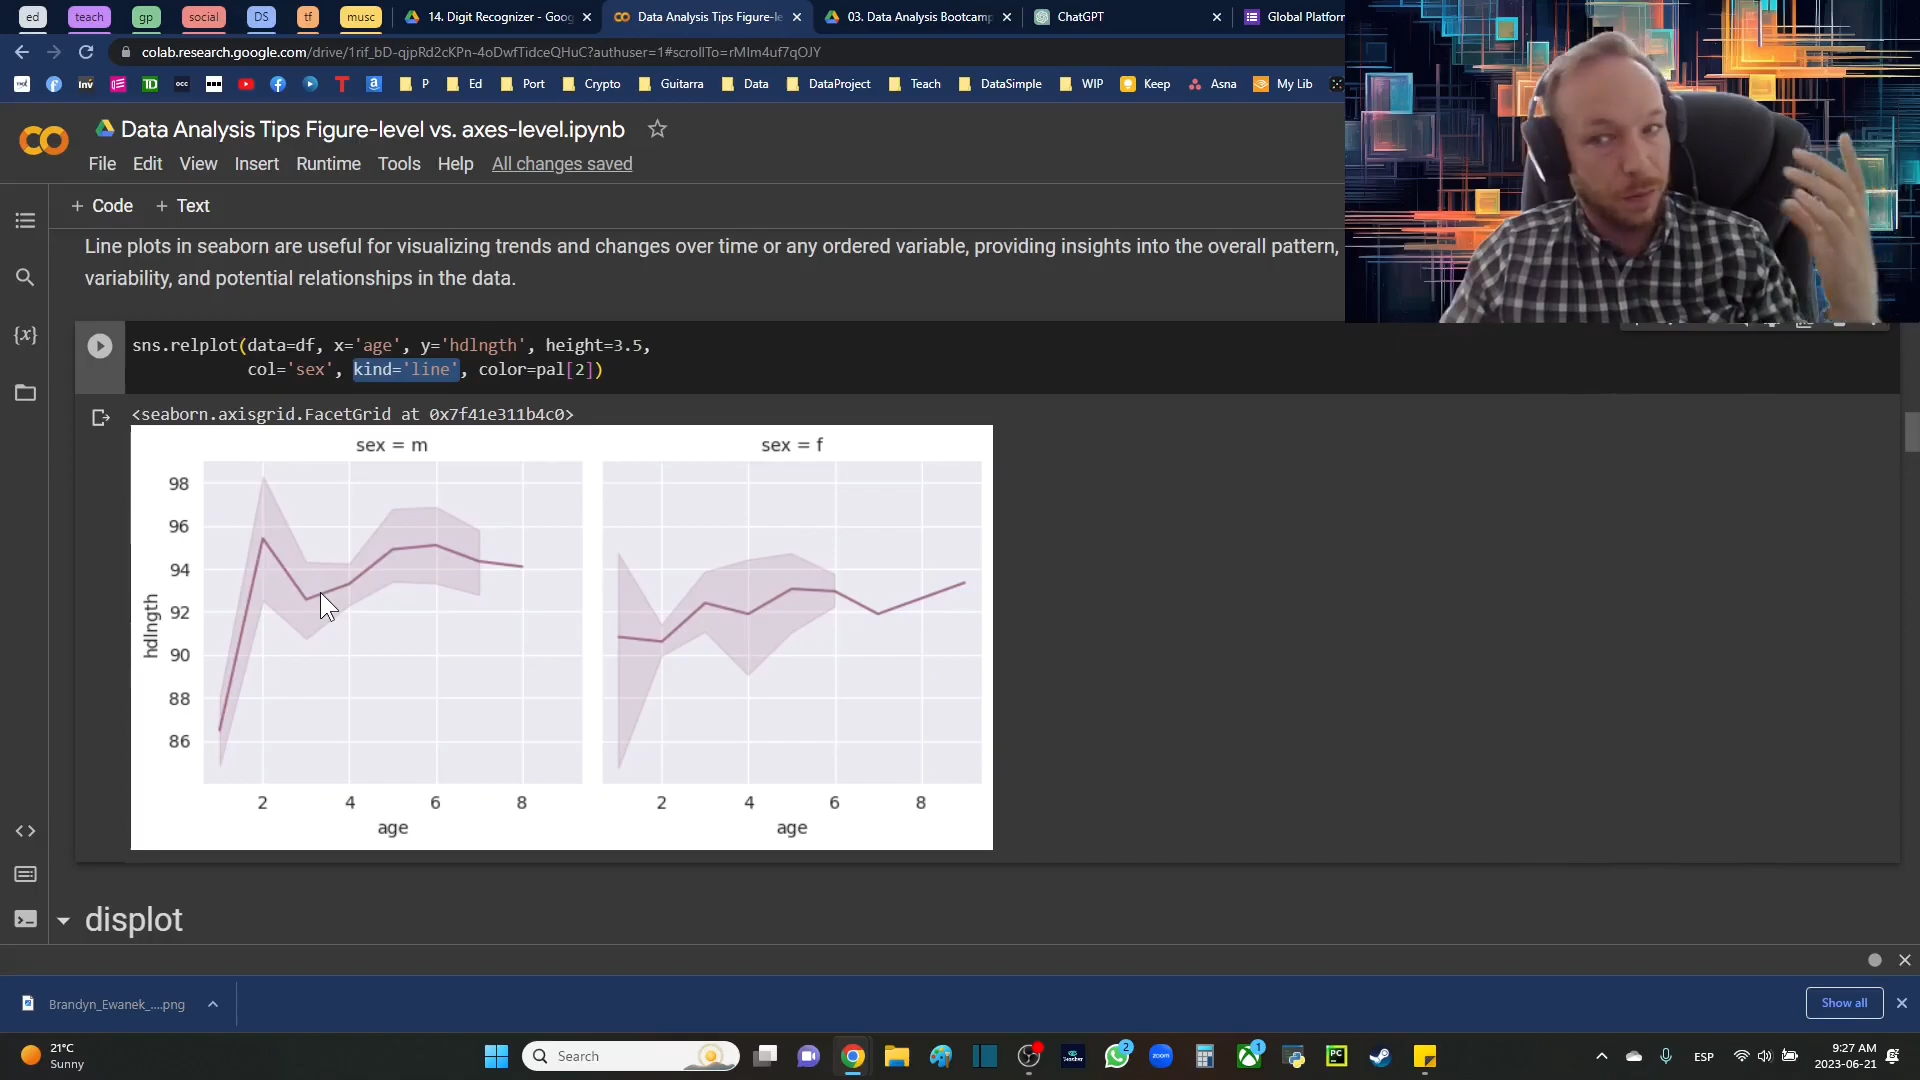 ed
teach
gp
social
DS
tf
musc
14. Digit Recognizer - Goog
Data Analysis Tips Figure-le
03. Data Analysis Bootcamp
ChatGPT
Global Platform
colab.research.google.com/drive/1rif_bD-qjpRd2cKPn-4oDwfTidceQHuC?authuser=1#scrollTo=rMIm4uf7qOJY
inv
TD
occ
T
a
P
Ed
Port
Crypto
Guitarra
Data
DataProject
Teach
DataSimple
WIP
Keep
Asna
My Lib
Data Analysis Tips Figure-level vs. axes-level.ipynb
File Edit View Insert Runtime Tools Help All changes saved
+ Code + Text
Line plots in seaborn are useful for visualizing trends and changes over time or any ordered variable, providing insights into the overall pattern,
variability, and potential relationships in the data.
{x}
sns.relplot(data=df, x='age', y='hdlngth', height=3.5,
col='sex', kind='line', color=pal[2])
<seaborn.axisgrid.FacetGrid at 0x7f41e311b4c0>
sex = m
sex = f
98
96
94
92
90
88
86
hdlngth
2 4 6 8
2 4 6 8
age
age
displot
Brandyn_Ewanek_....png
Show all
21°C
Sunny
Search
zoom
2
PC
1
ESP
9:27 AM
2023-06-21